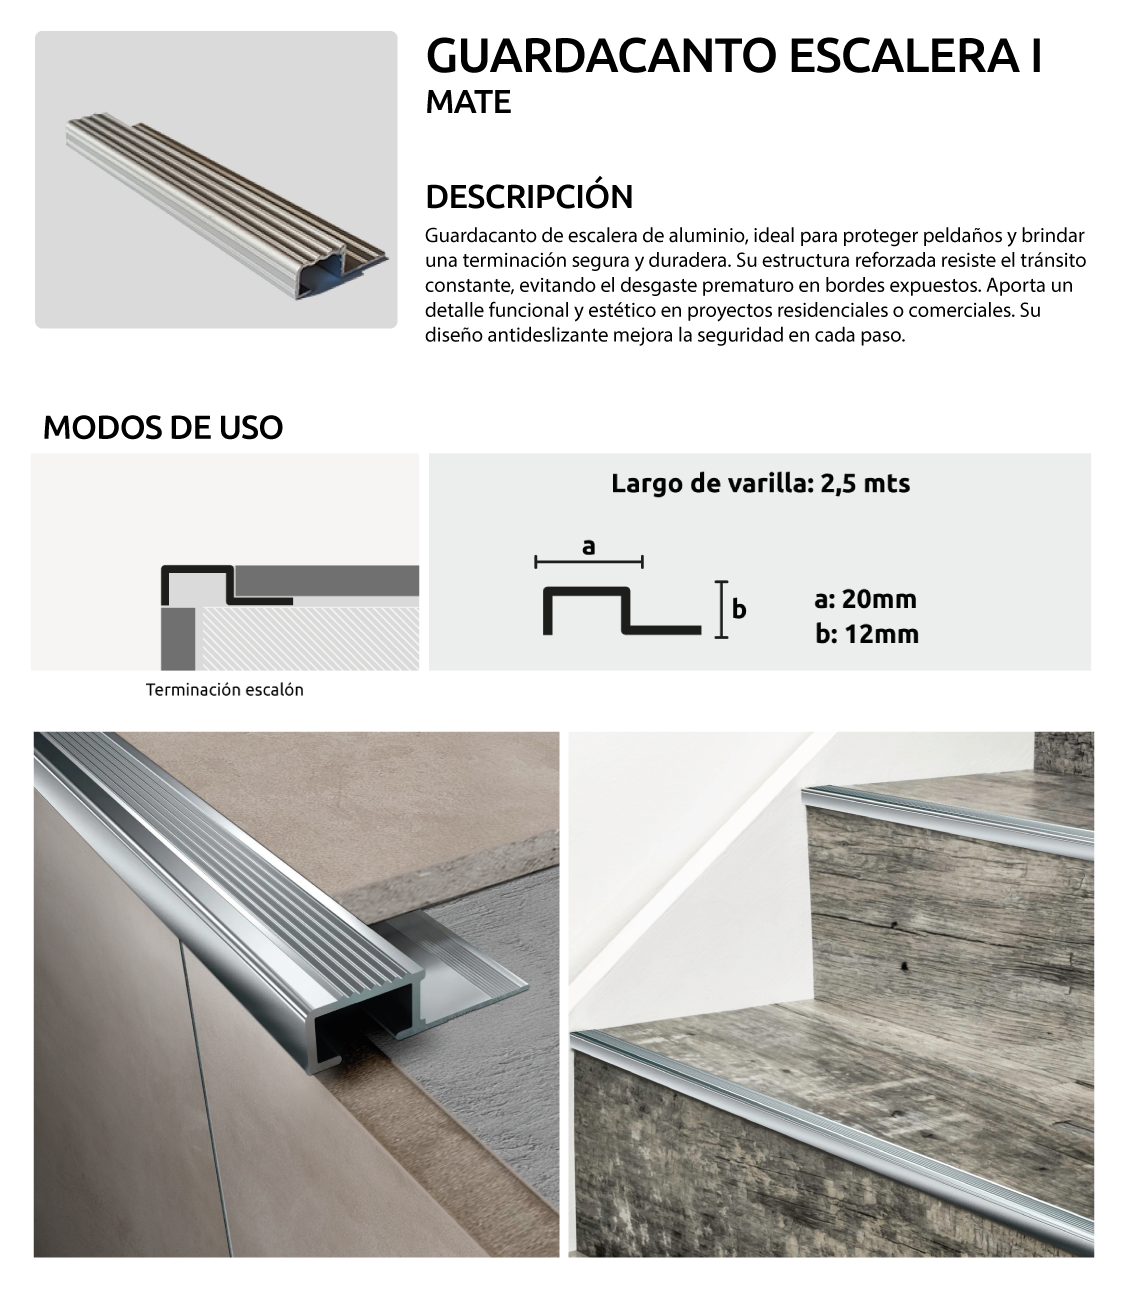 GUARDACANTO ESCALERA I
MATE
DESCRIPCIÓN
Guardacanto de escalera de aluminio, ideal para proteger peldaños y brindar
una terminación segura y duradera. Su estructura reforzada resiste el tránsito
constante, evitando el desgaste prematuro en bordes expuestos. Aporta un
detalle funcional y estético en proyectos residenciales o comerciales. Su
diseño antideslizante mejora la seguridad en cada paso.
MODOS DE USO
Largo de varilla: 2,5 mts
a
b
a: 20mm
b: 12mm
Terminación escalón